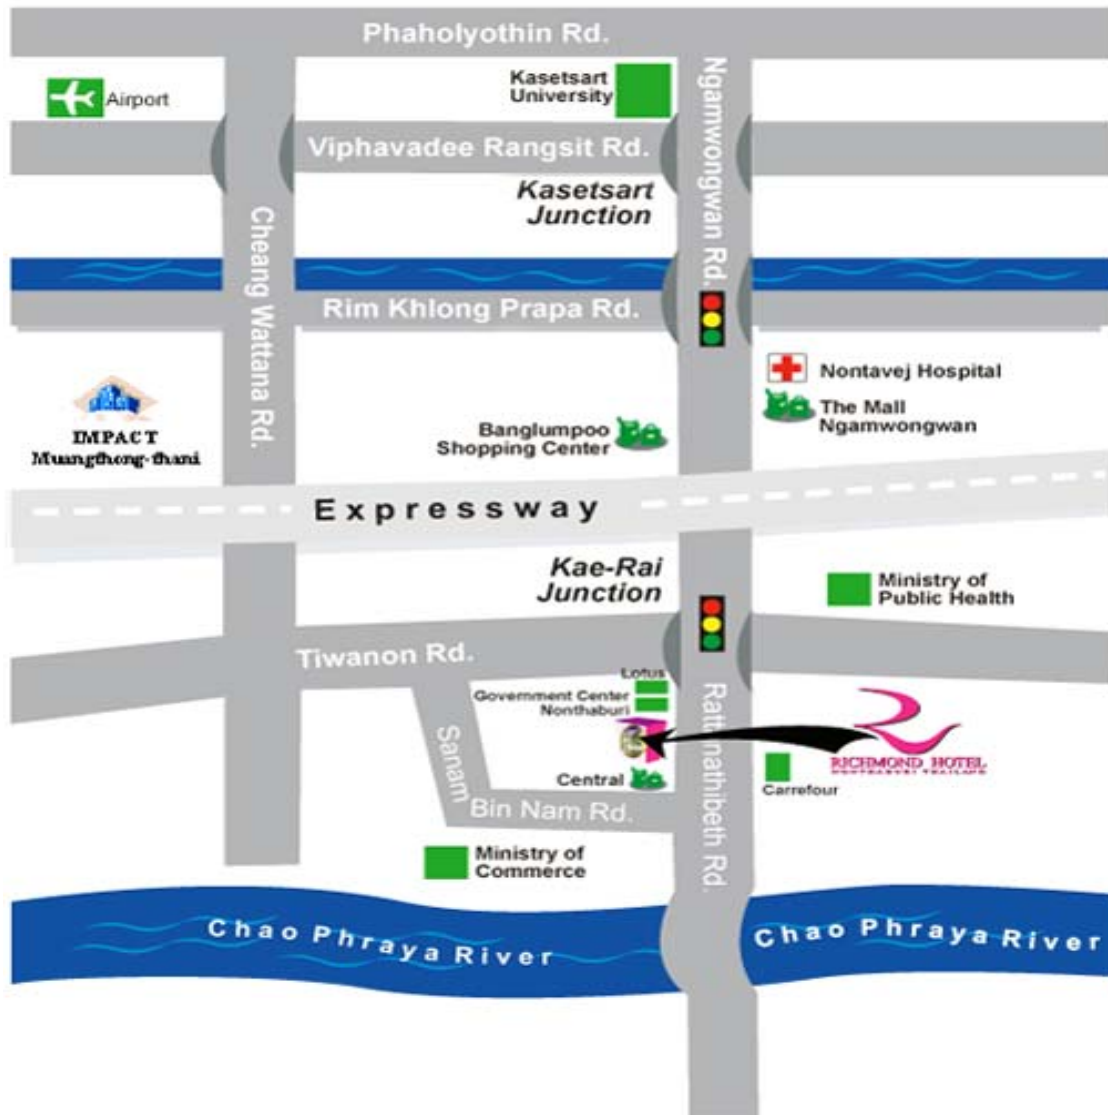 Phaholyothin Rd.
Airport
Kasetsart
University
Ngamwongwan Rd.
Viphavadee Rangsit Rd.
Kasetsart
Junction
Cheang Wattana Rd.
Rim Khlong Prapa Rd.
Nontavej Hospital
The Mall
Ngamwongwan
IMPACT
Muangthong-thani
Banglumpoo
Shopping Center
Expressway
Kae-Rai
Junction
Ministry of
Public Health
Tiwanon Rd.
Lotus
Government Center
Nonthaburi
Rattanathibeth Rd.
RICHMOND HOTEL
NONTHABURI THAILAND
Sanam
Central
Carrefour
Bin Nam Rd.
Ministry of
Commerce
Chao Phraya River
Chao Phraya River